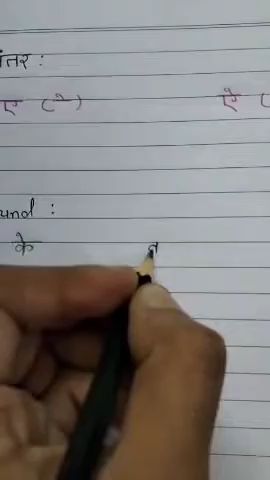 ंतर :
ए ( े ) ऐ (
und :
के व